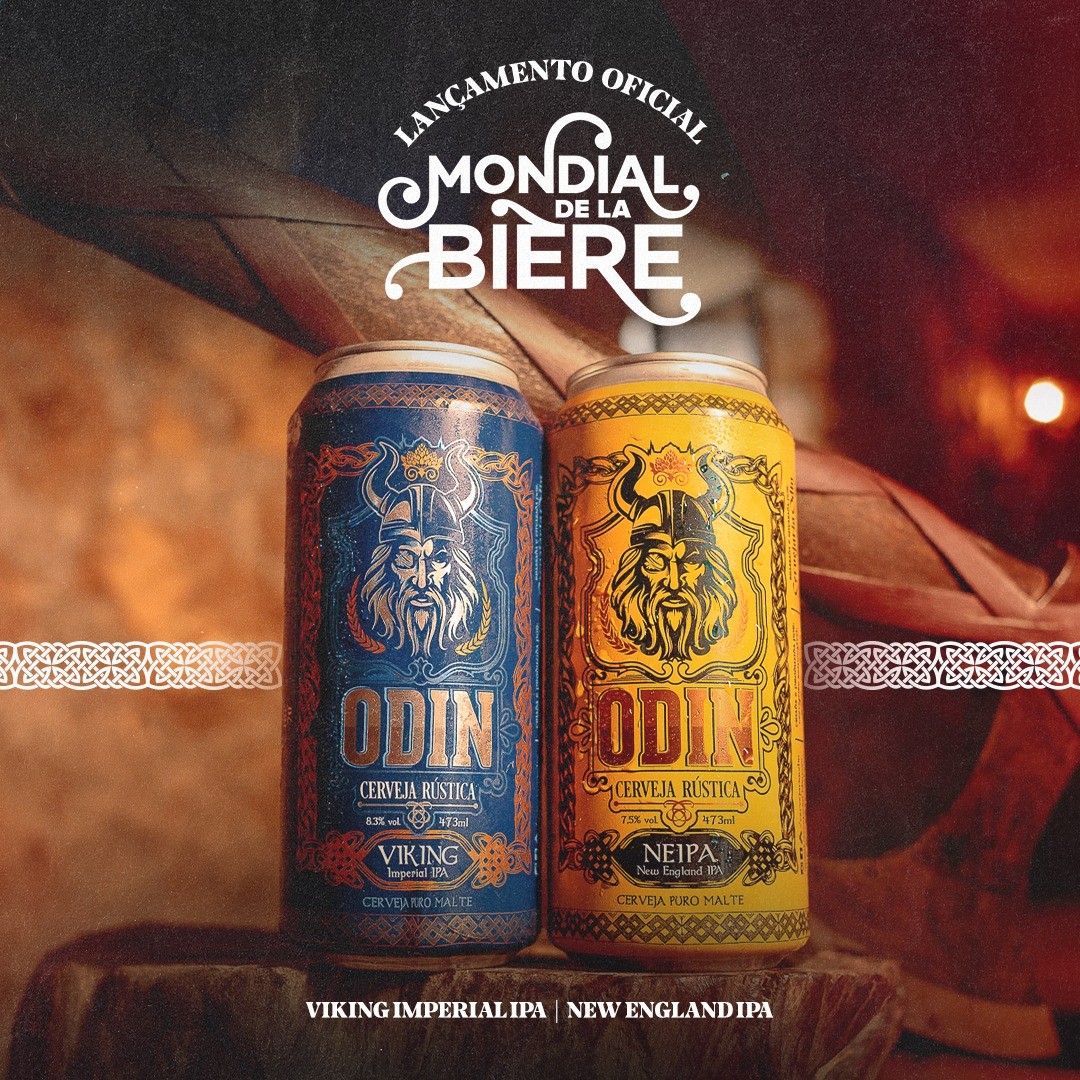 LANÇAMENTO OFICIAL
MONDIAL
DE LA
BIÈRE
ODIN
CERVEJA RÚSTICA
8.3% vol. 473ml
VIKING
Imperial IPA
CERVEJA PURO MALTE
ODIN
CERVEJA RÚSTICA
7,5% vol. 473ml
NEIPA
New England IPA
CERVEJA PURO MALTE
VIKING IMPERIAL IPA | NEW ENGLAND IPA